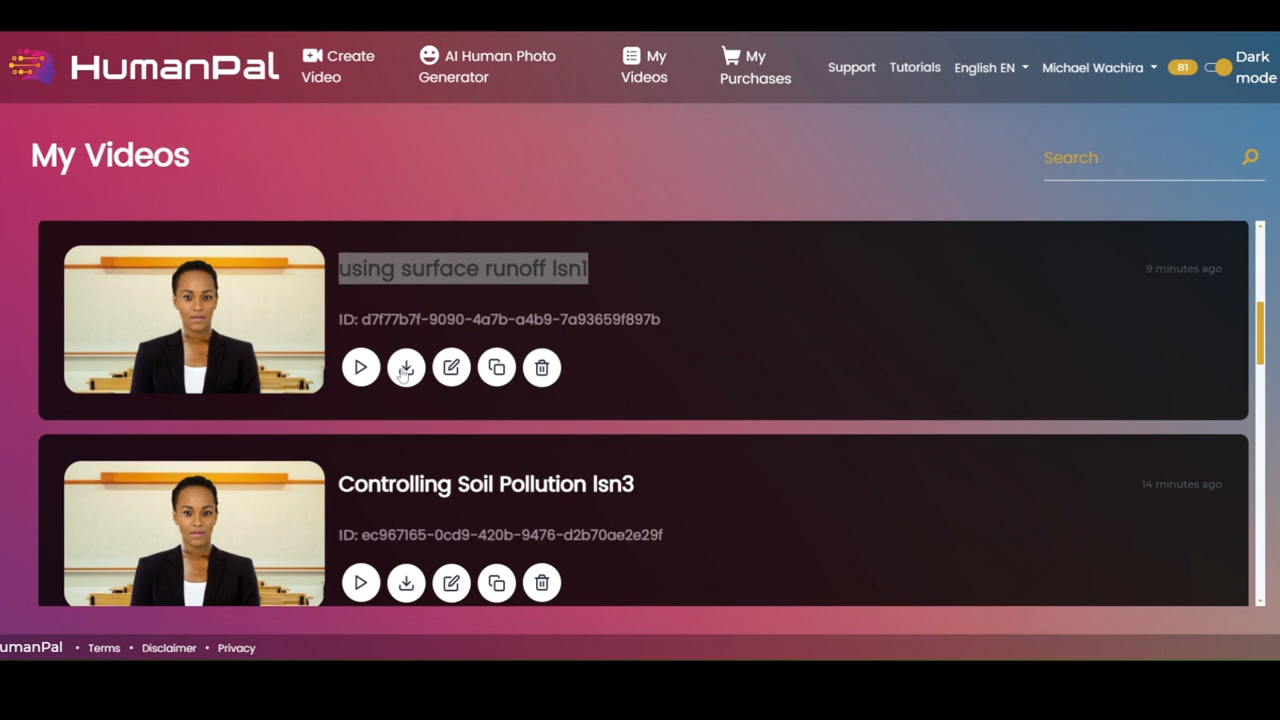 HumanPal
Create Video
AI Human Photo Generator
My Videos
My Purchases
Support
Tutorials
English EN
Michael Wachira
81
Dark mode
My Videos
Search
using surface runoff lsn1
9 minutes ago
ID: d7f77b7f-9090-4a7b-a4b9-7a93659f897b
Controlling Soil Pollution lsn3
14 minutes ago
ID: ec967165-0cd9-420b-9476-d2b70ae2e29f
umanPal • Terms • Disclaimer • Privacy